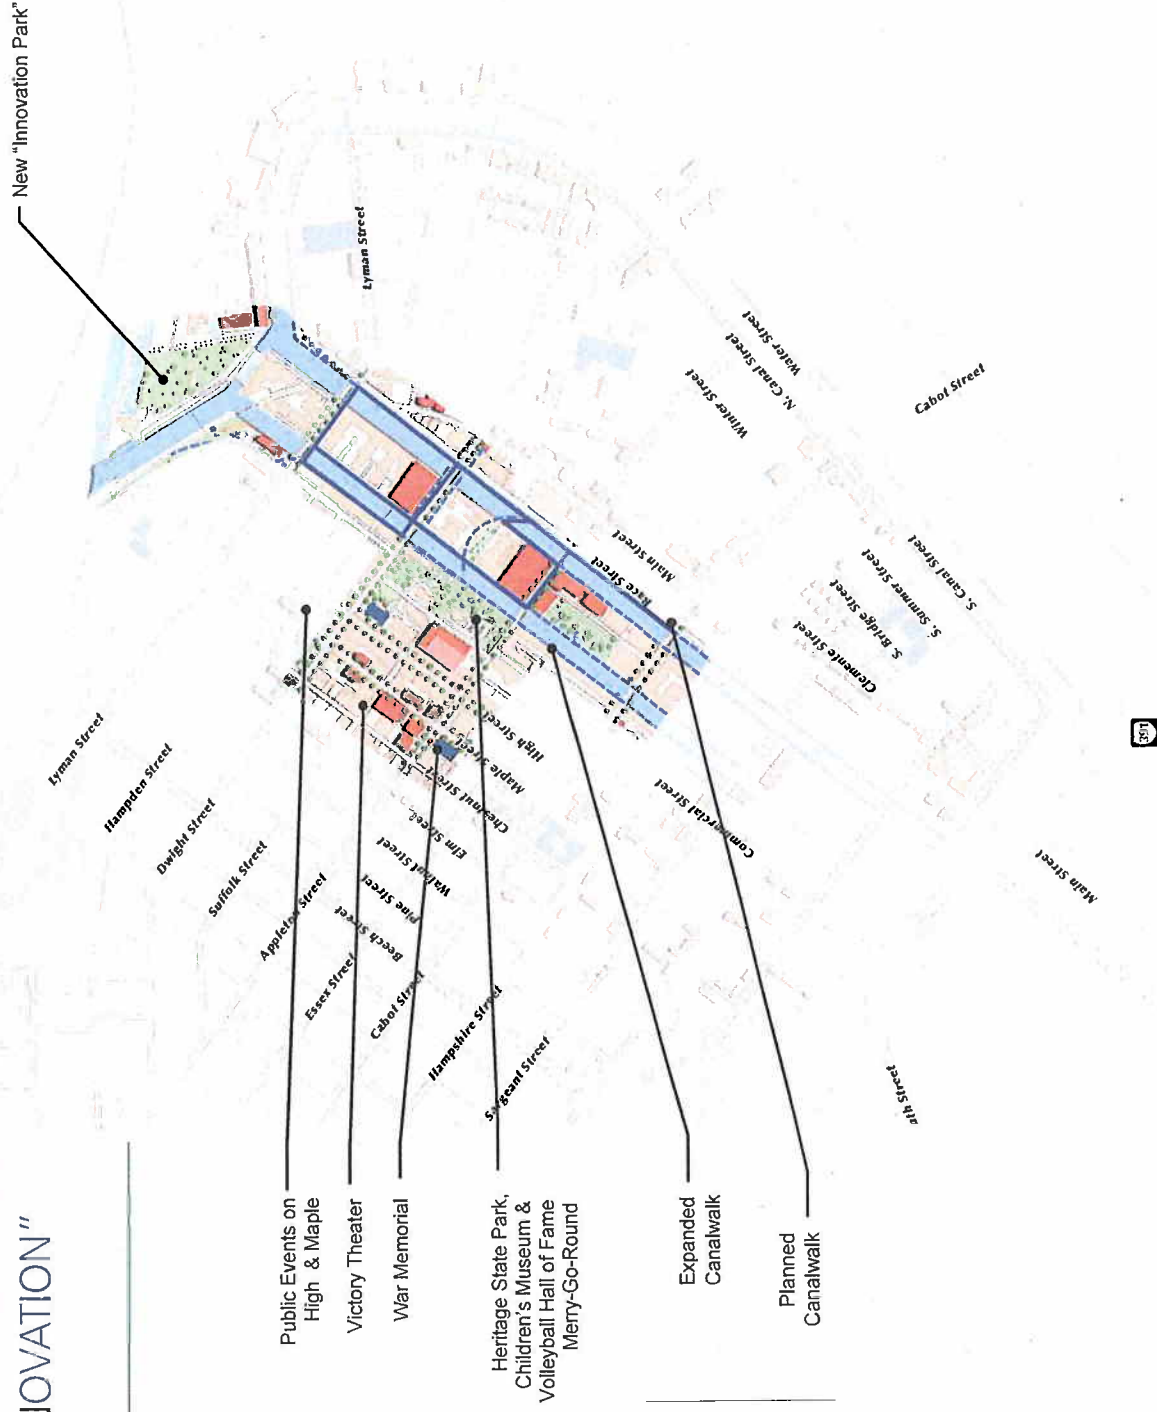 NOVATION"
New "Innovation Park"
Public Events on
High & Maple
Victory Theater
War Memorial
Heritage State Park,
Children's Museum &
Volleyball Hall of Fame
Merry-Go-Round
Expanded
Canalwalk
Planned
Canalwalk
Lyman Street
Hampden Street
Dwight Street
Suffolk Street
Appleton Street
Essex Street
Cabot Street
Hampshire Street
Sargeant Street
Beech Street
Pine Street
Walnut Street
Elm Street
Chestnut Street
Maple Street
High Street
Commercial Street
Race Street
Main Street
Lyman Street
Winter Street
N. Canal Street
Water Street
Cabot Street
Clemente Street
S. Bridge Street
S. Summer Street
S. Canal Street
Main Street
391